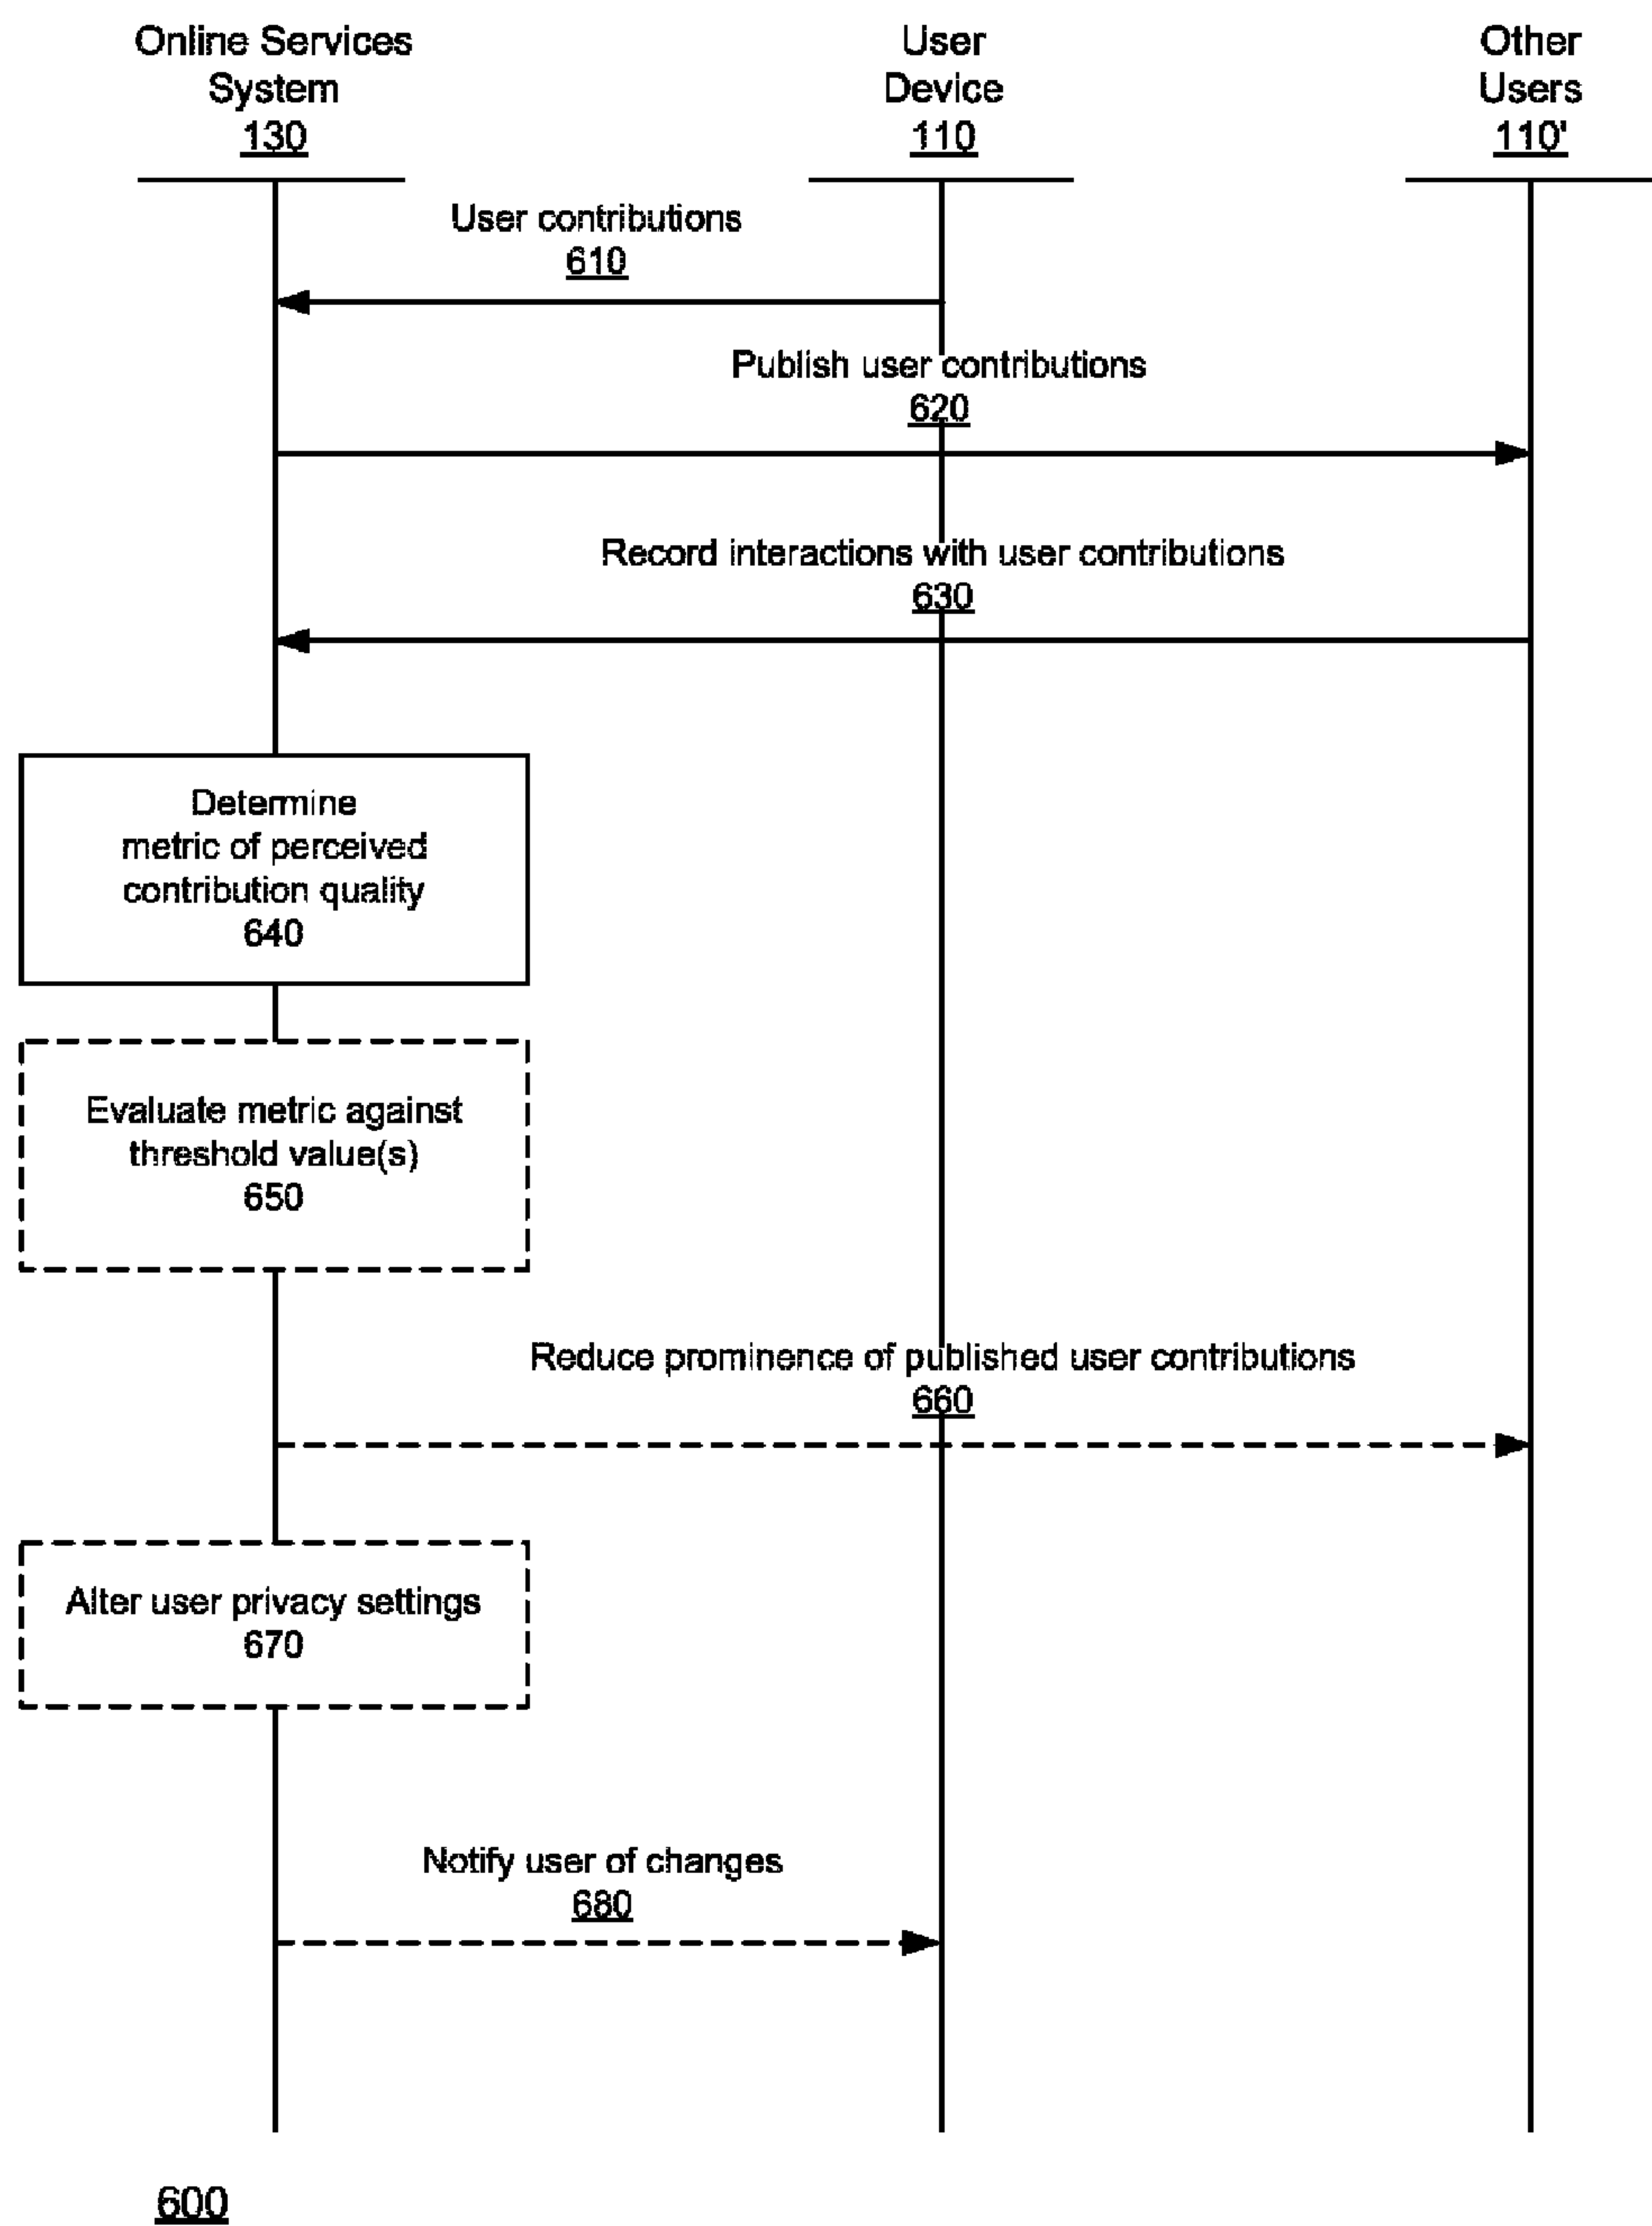 Online Services
System
130
User
Device
110
Other
Users
110'
User contributions
610
Publish user contributions
620
Record interactions with user contributions
630
Determine
metric of perceived
contribution quality
640
Evaluate metric against
threshold value(s)
650
Reduce prominence of published user contributions
660
Alter user privacy settings
670
Notify user of changes
680
600